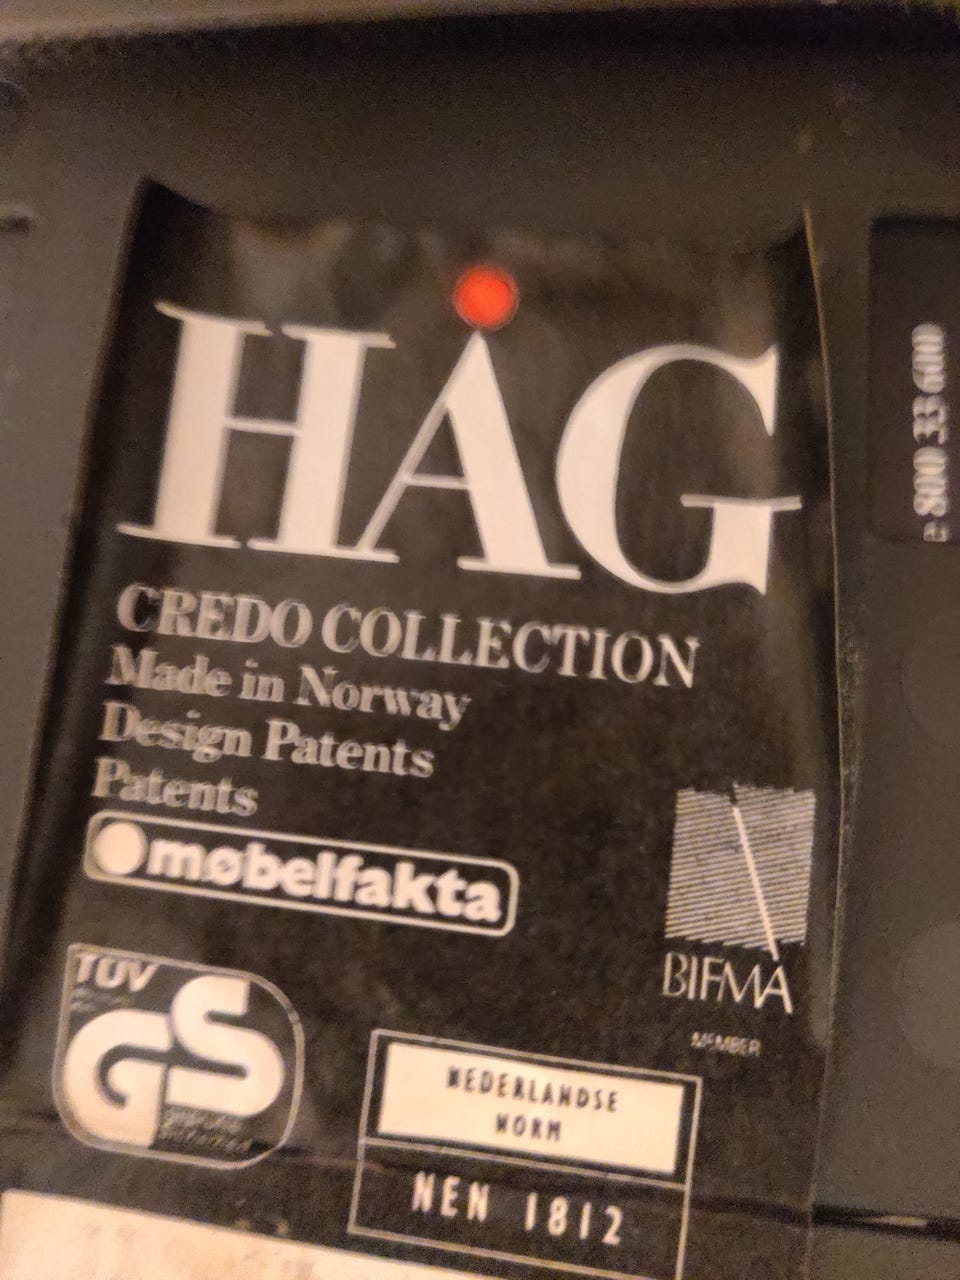 HÅG
CREDO COLLECTION
Made in Norway
Design Patents
Patents
møbelfakta
BIFMA
MEMBER
TÜV
GS
NEDERLANDSE
NORM
NEN 1812
800 33 600